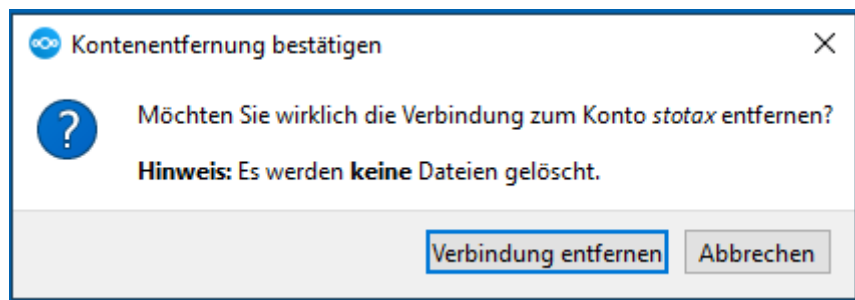 Kontenentfernung bestätigen
Möchten Sie wirklich die Verbindung zum Konto stotax entfernen?
Hinweis: Es werden keine Dateien gelöscht.
Verbindung entfernen Abbrechen